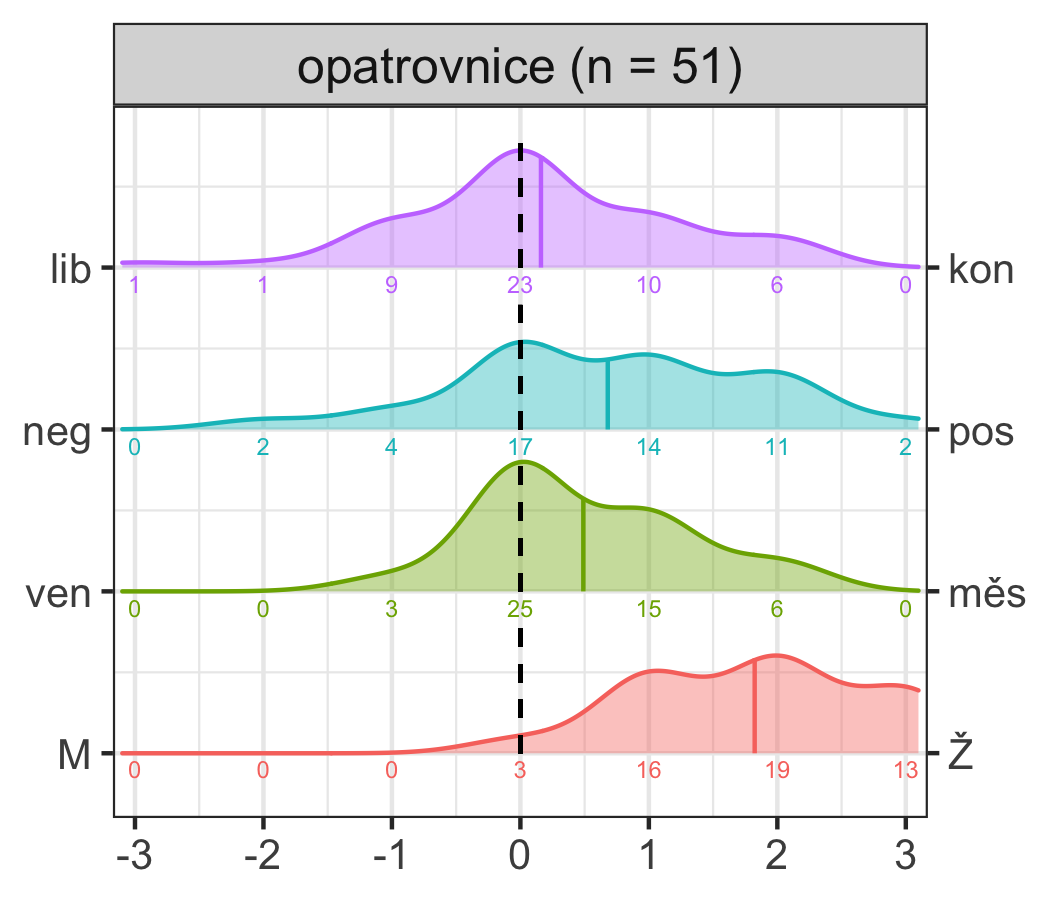 opatrovnice (n = 51)
lib kon
1 1 9 23 10 6 0
neg pos
0 2 4 17 14 11 2
ven měs
0 0 3 25 15 6 0
M Ž
0 0 0 3 16 19 13
-3 -2 -1 0 1 2 3